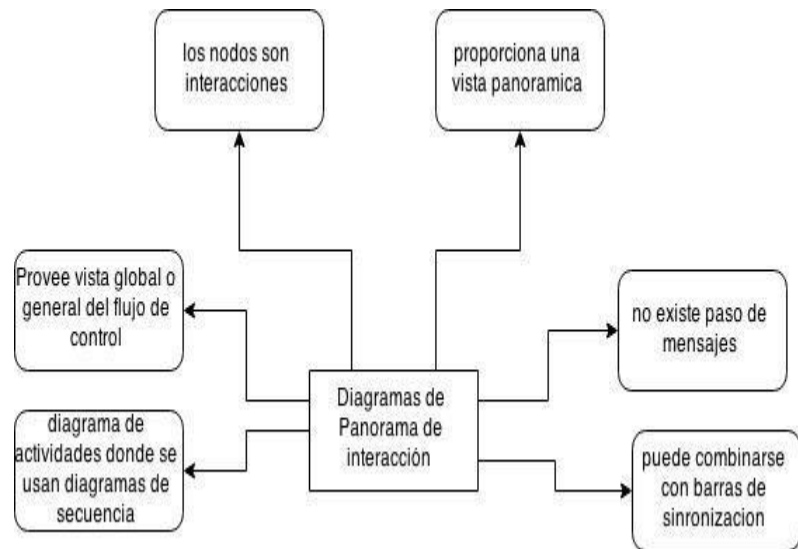 los nodos son
interacciones
proporciona una
vista panoramica
Provee vista global o
general del flujo de
control
no existe paso de
mensajes
Diagramas de
Panorama de
interacción
diagrama de
actividades donde se
usan diagramas de
secuencia
puede combinarse
con barras de
sinronizacion